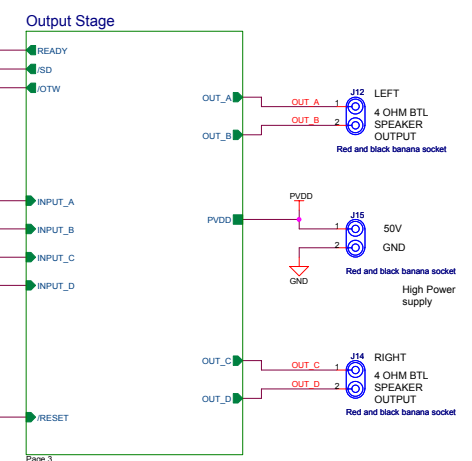 Output Stage
READY
/SD
/OTW
OUT_A
OUT_B
OUT_A
OUT_B
1
2
J12
LEFT
4 OHM BTL
SPEAKER
OUTPUT
Red and black banana socket
INPUT_A
INPUT_B
INPUT_C
INPUT_D
PVDD
PVDD
GND
1
2
J15
50V
GND
Red and black banana socket
High Power
supply
OUT_C
OUT_D
OUT_C
OUT_D
1
2
J14
RIGHT
4 OHM BTL
SPEAKER
OUTPUT
Red and black banana socket
/RESET
Page 3